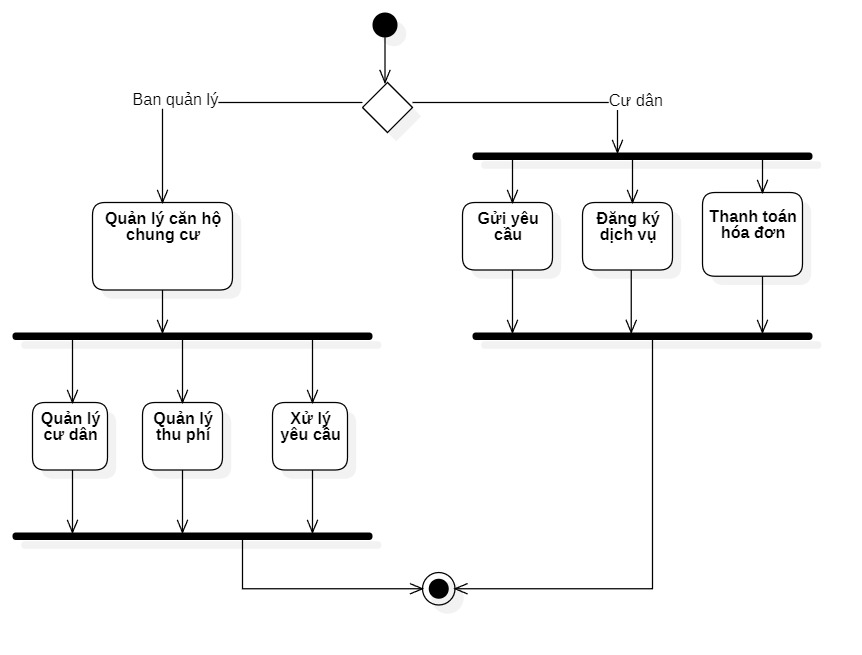 Ban quản lý
Cư dân
Quản lý căn hộ
chung cư
Gửi yêu
cầu
Đăng ký
dịch vụ
Thanh toán
hóa đơn
Quản lý
cư dân
Quản lý
thu phí
Xử lý
yêu cầu